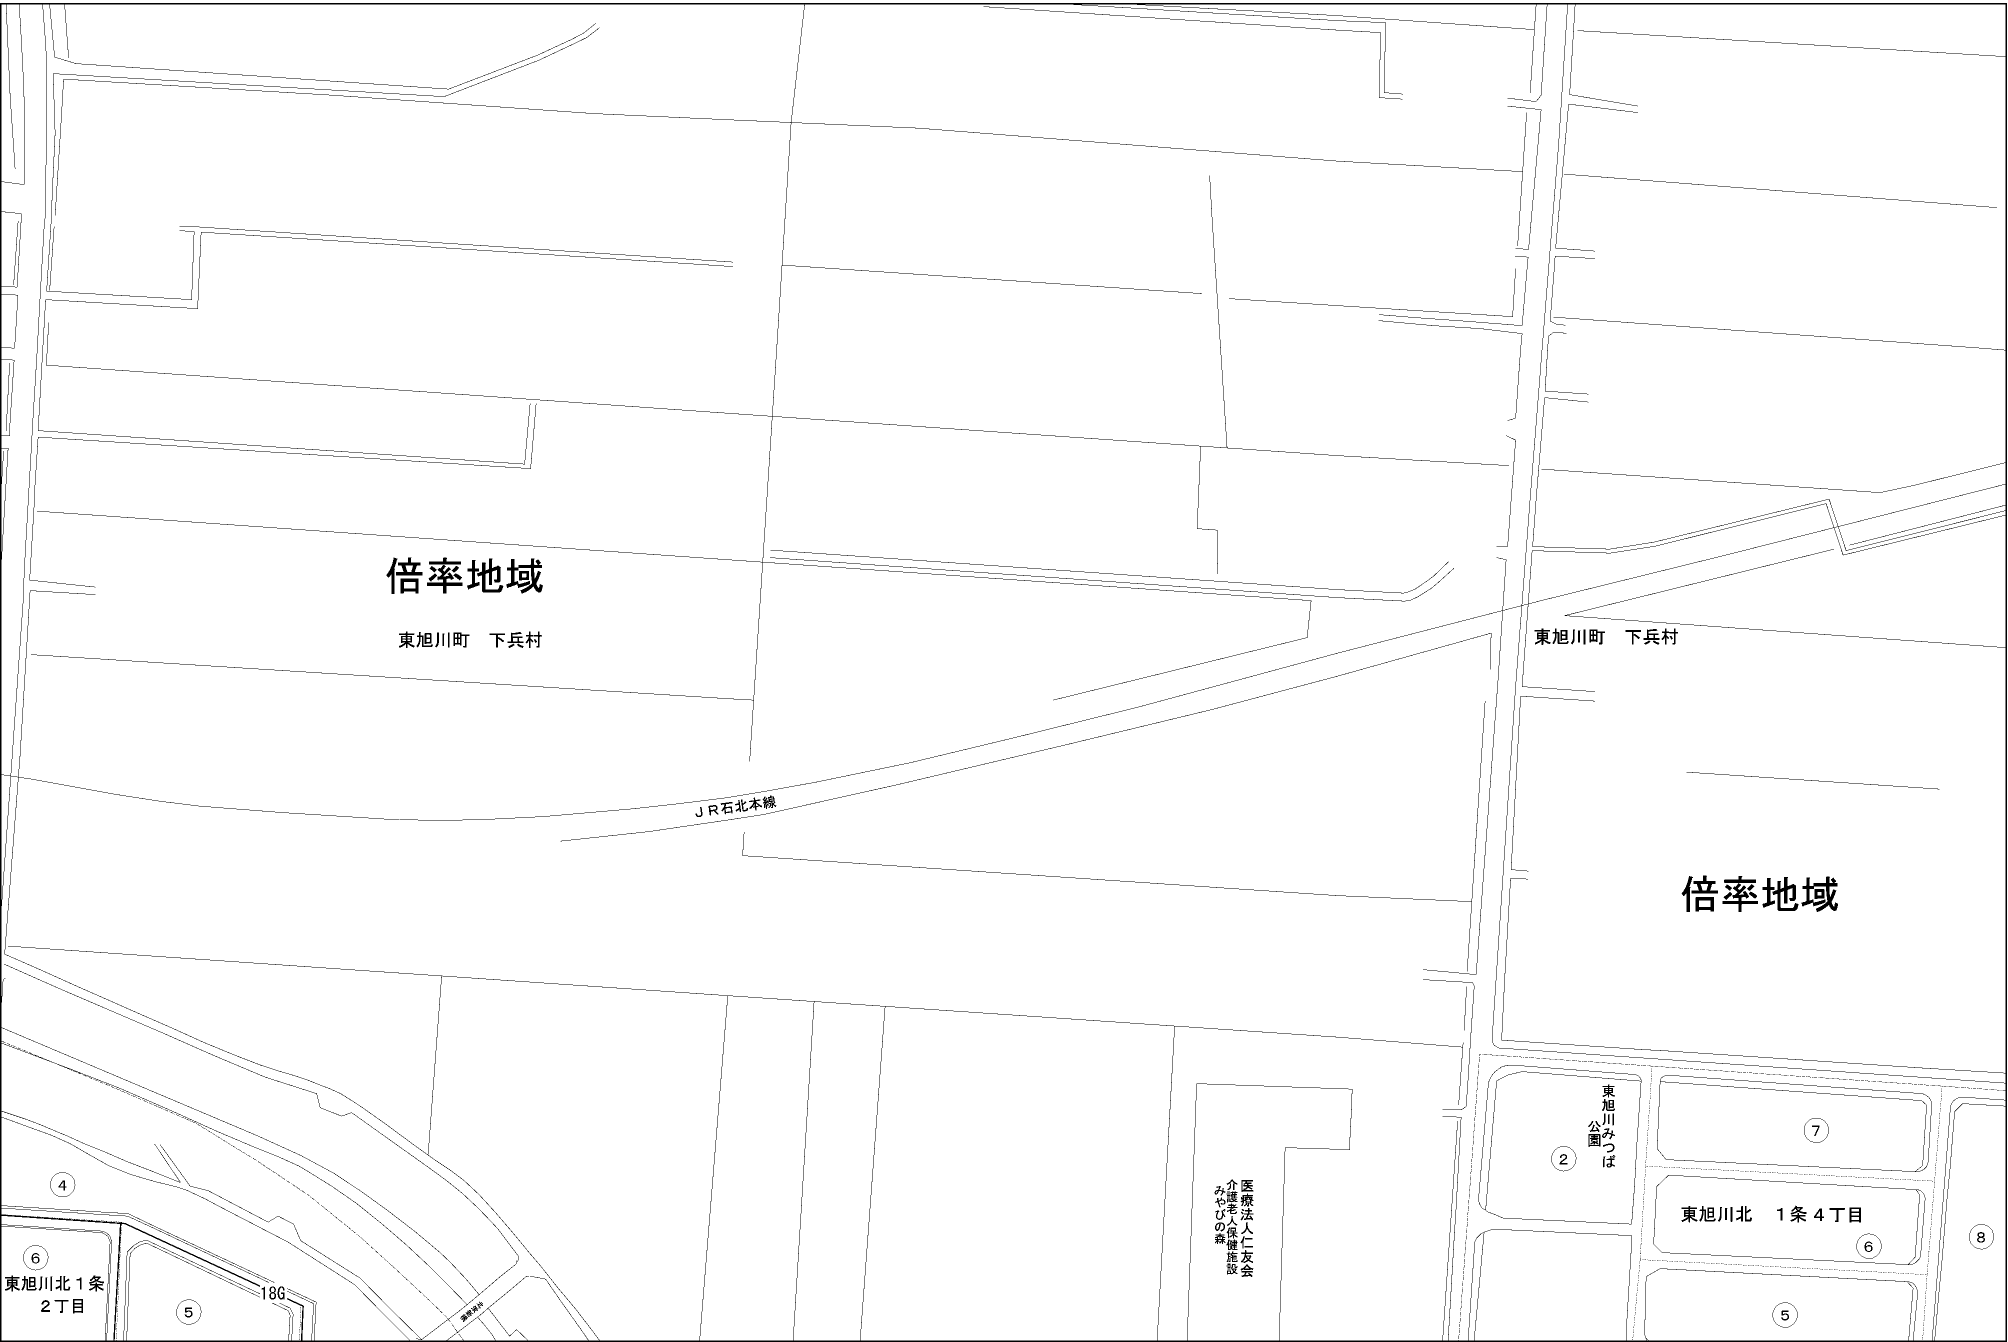 倍率地域
東旭川町　下兵村
東旭川町　下兵村
ＪＲ石北本線
倍率地域
東旭川みつば
公園
⑦
②
④
医療法人仁友会
介護老人保健施設
みやびの森
東旭川北　１条４丁目
⑥
⑧
⑥
東旭川北１条
２丁目
18G
⑤
⑤